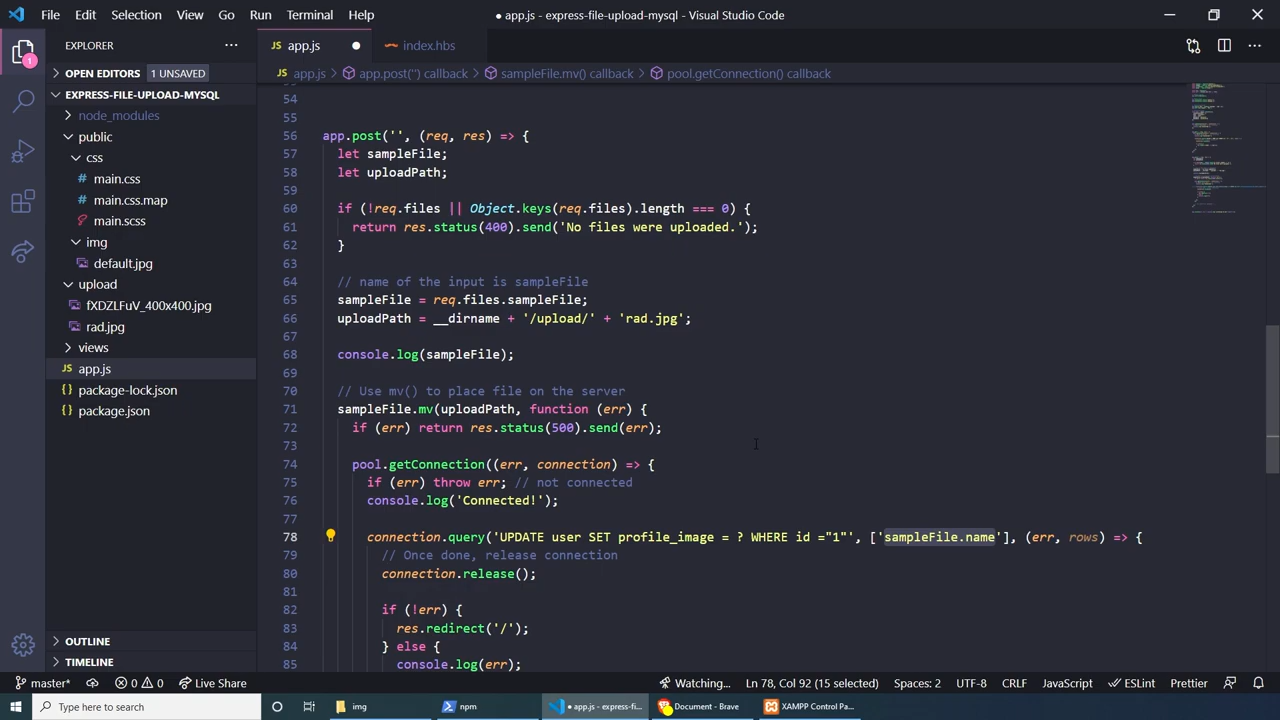 File Edit Selection View Go Run Terminal Help
● app.js - express-file-upload-mysql - Visual Studio Code
EXPLORER
OPEN EDITORS 1 UNSAVED
EXPRESS-FILE-UPLOAD-MYSQL
node_modules
public
css
main.css
main.css.map
main.scss
img
default.jpg
upload
fXDZLFuV_400x400.jpg
rad.jpg
views
JS app.js
{} package-lock.json
{} package.json
OUTLINE
TIMELINE
JS app.js ●
index.hbs
JS app.js > app.post('') callback > sampleFile.mv() callback > pool.getConnection() callback
54
55
56 app.post('', (req, res) => {
57 let sampleFile;
58 let uploadPath;
59
60 if (!req.files || Object.keys(req.files).length === 0) {
61 return res.status(400).send('No files were uploaded.');
62 }
63
64 // name of the input is sampleFile
65 sampleFile = req.files.sampleFile;
66 uploadPath = __dirname + '/upload/' + 'rad.jpg';
67
68 console.log(sampleFile);
69
70 // Use mv() to place file on the server
71 sampleFile.mv(uploadPath, function (err) {
72 if (err) return res.status(500).send(err);
73
74 pool.getConnection((err, connection) => {
75 if (err) throw err; // not connected
76 console.log('Connected!');
77
78 connection.query('UPDATE user SET profile_image = ? WHERE id ="1"', ['sampleFile.name'], (err, rows) => {
79 // Once done, release connection
80 connection.release();
81
82 if (!err) {
83 res.redirect('/');
84 } else {
85 console.log(err);
master* 0 0 Live Share
Watching... Ln 78, Col 92 (15 selected) Spaces: 2 UTF-8 CRLF JavaScript ESLint Prettier
Type here to search
img
npm
● app.js - express-fi...
Document - Brave
XAMPP Control Pa...